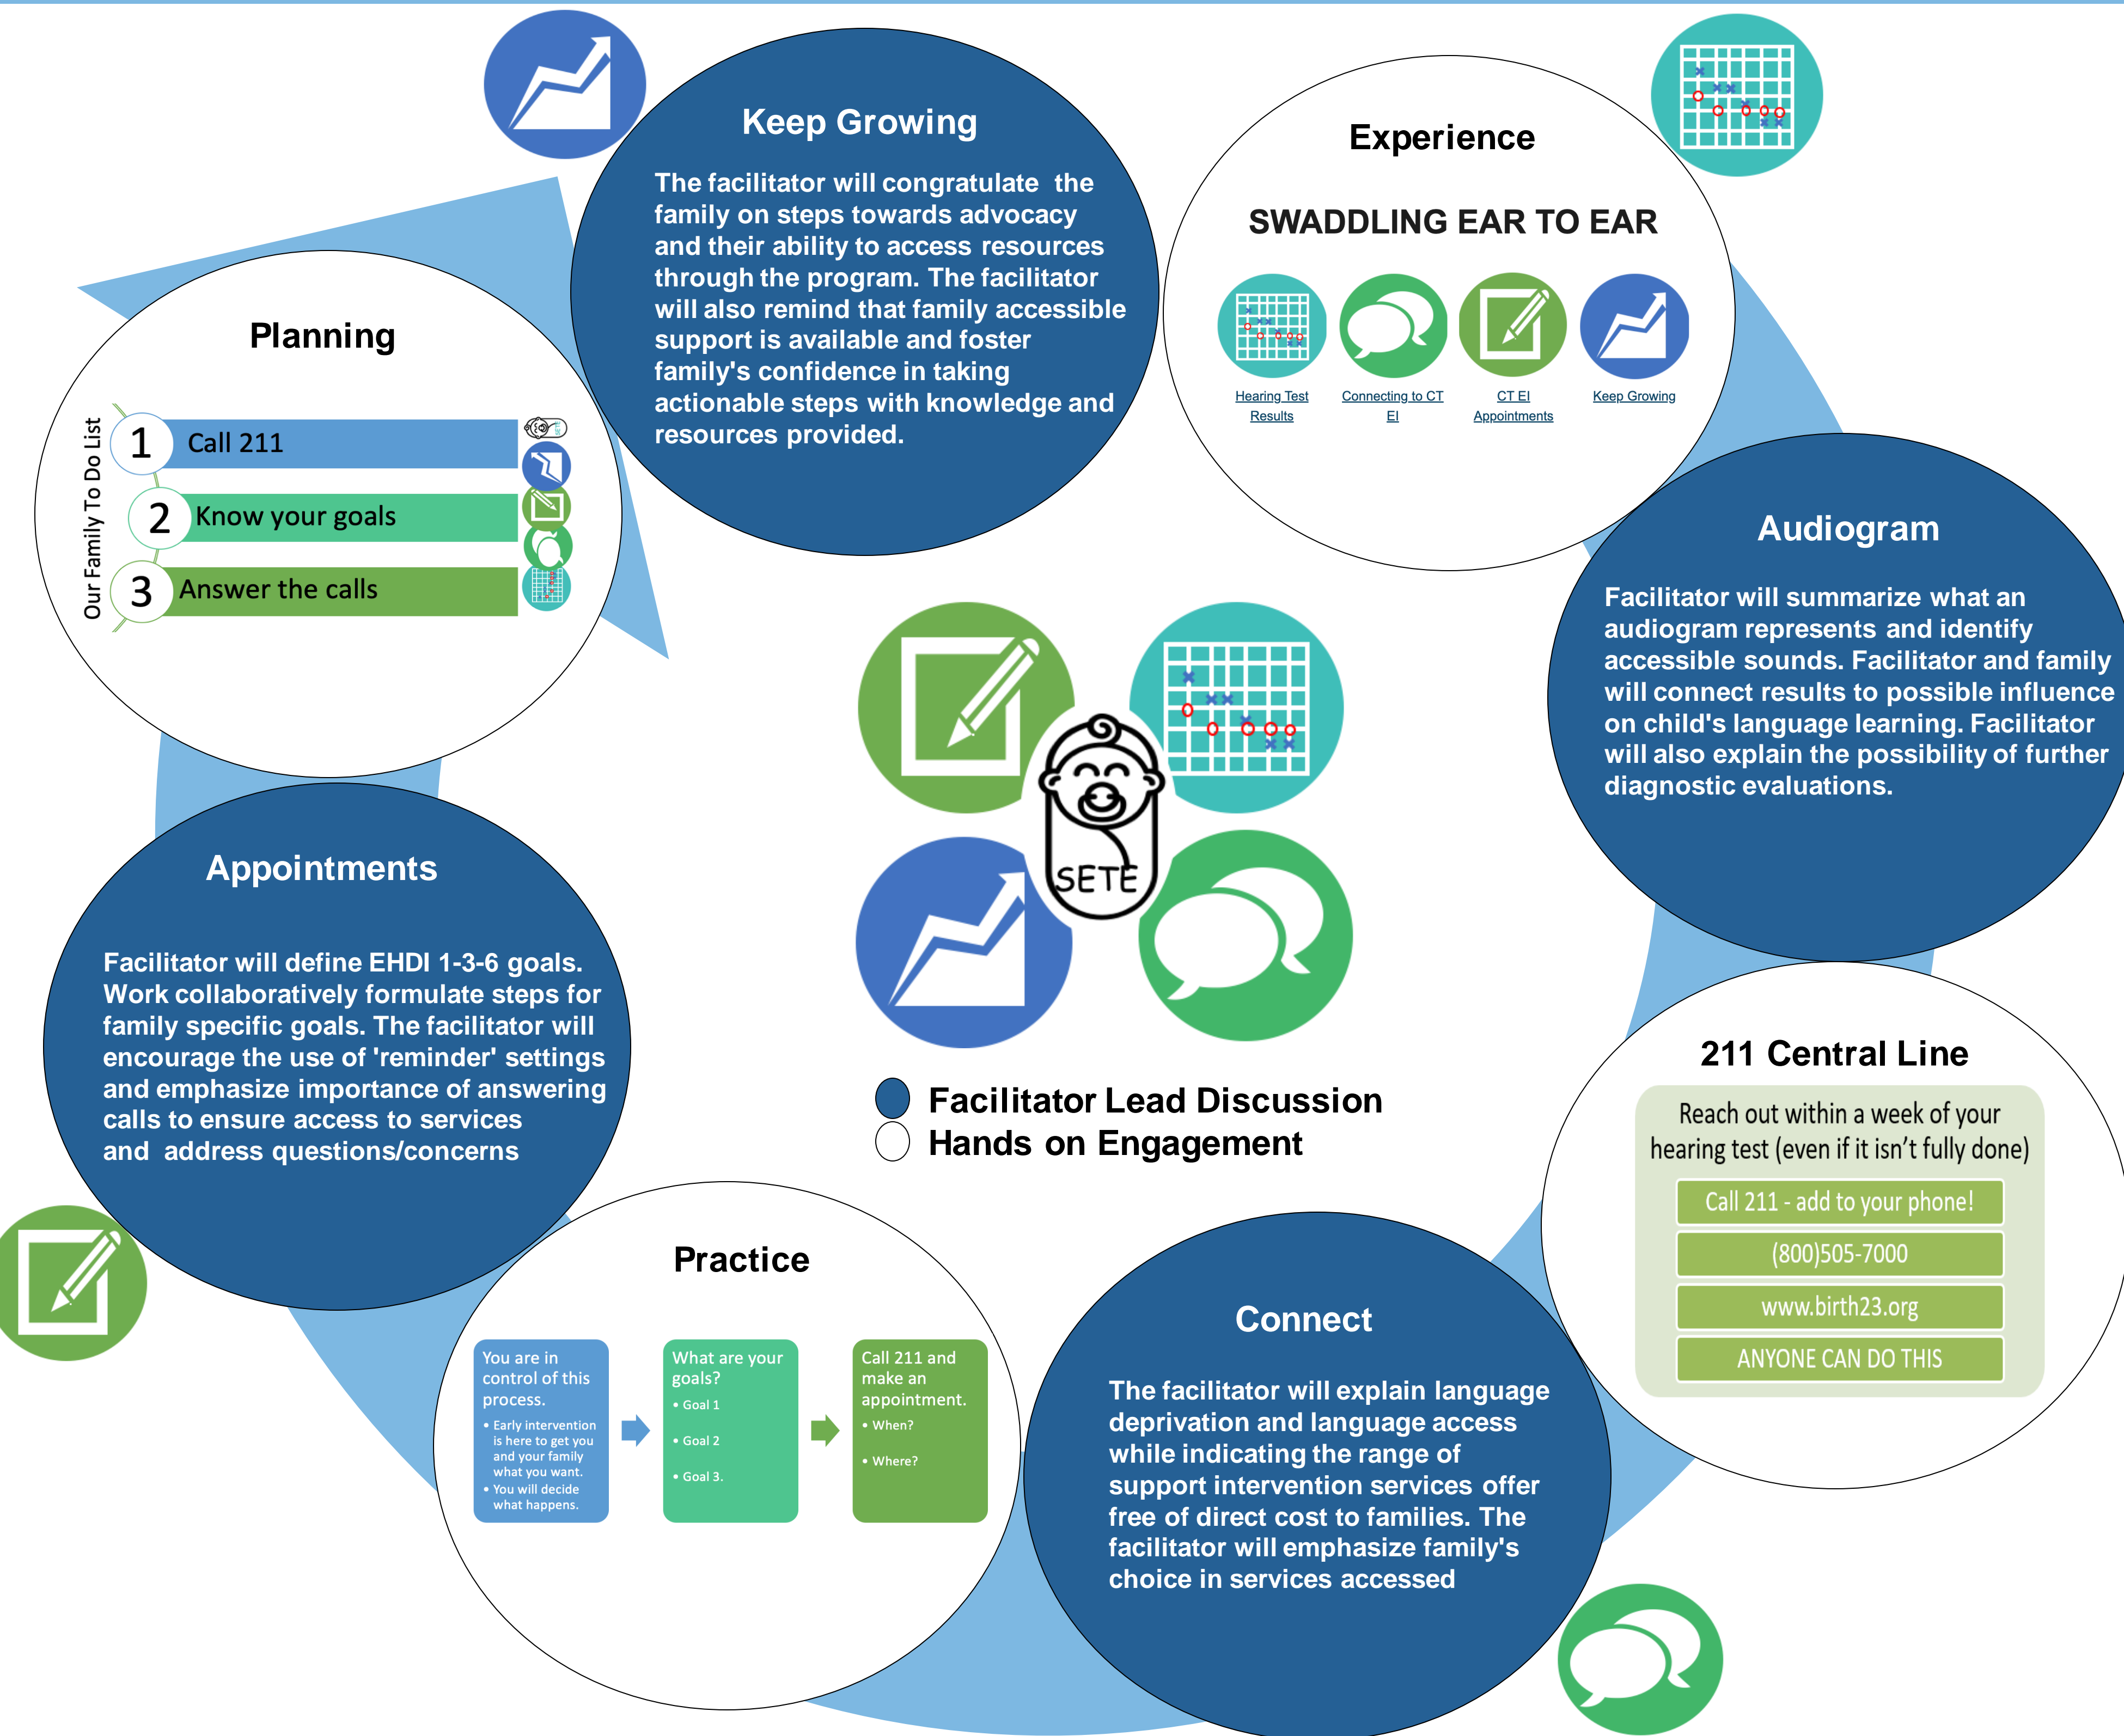 Keep Growing
The facilitator will congratulate the
family on steps towards advocacy
and their ability to access resources
through the program. The facilitator
will also remind that family accessible
support is available and foster
family's confidence in taking
actionable steps with knowledge and
resources provided.
Experience
SWADDLING EAR TO EAR
Hearing Test
Results
Connecting to CT
EI
CT EI
Appointments
Keep Growing
Audiogram
Facilitator will summarize what an
audiogram represents and identify
accessible sounds. Facilitator and family
will connect results to possible influence
on child's language learning. Facilitator
will also explain the possibility of further
diagnostic evaluations.
211 Central Line
Reach out within a week of your
hearing test (even if it isn't fully done)
Call 211 - add to your phone!
(800)505-7000
www.birth23.org
ANYONE CAN DO THIS
Connect
The facilitator will explain language
deprivation and language access
while indicating the range of
support intervention services offer
free of direct cost to families. The
facilitator will emphasize family's
choice in services accessed
Practice
You are in
control of this
process.
• Early intervention
is here to get you
and your family
what you want.
• You will decide
what happens.
What are your
goals?
• Goal 1
• Goal 2
• Goal 3.
Call 211 and
make an
appointment.
• When?
• Where?
Appointments
Facilitator will define EHDI 1-3-6 goals.
Work collaboratively formulate steps for
family specific goals. The facilitator will
encourage the use of 'reminder' settings
and emphasize importance of answering
calls to ensure access to services
and address questions/concerns
Planning
Our Family To Do List
1 Call 211
2 Know your goals
3 Answer the calls
SETE
SETE
Facilitator Lead Discussion
Hands on Engagement